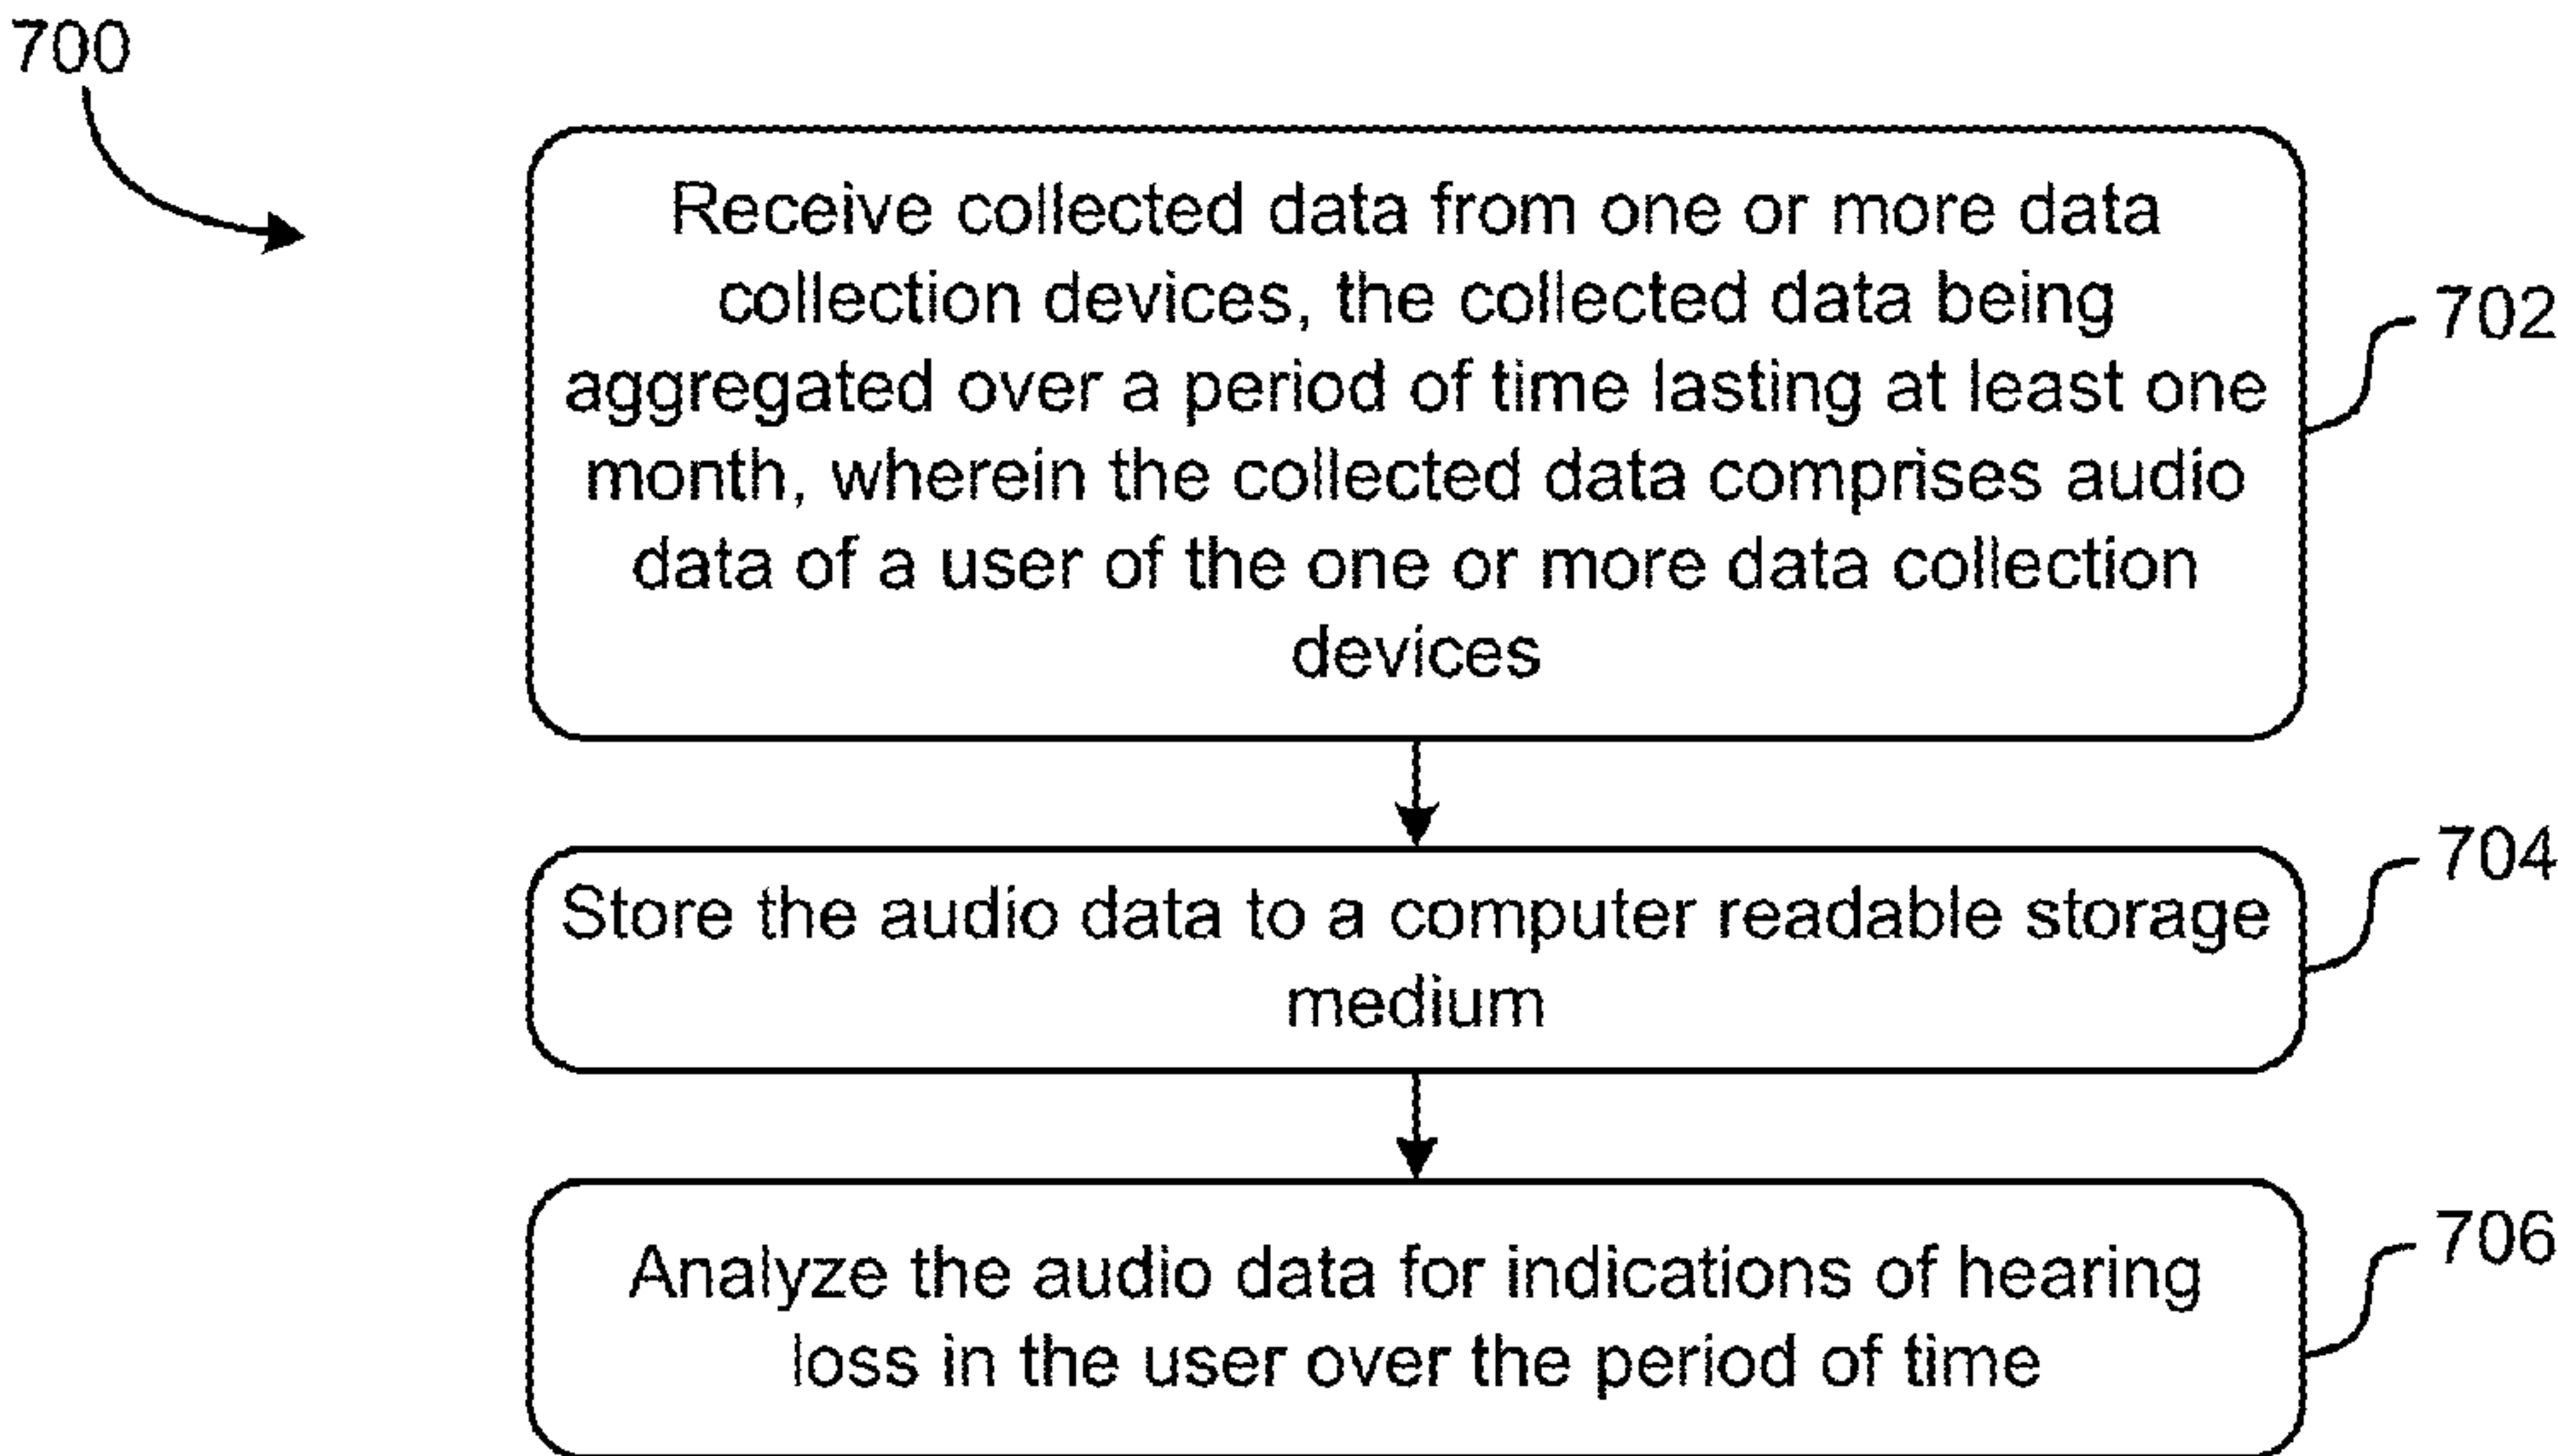 700
Receive collected data from one or more data
collection devices, the collected data being
aggregated over a period of time lasting at least one
month, wherein the collected data comprises audio
data of a user of the one or more data collection
devices
702
Store the audio data to a computer readable storage
medium
704
Analyze the audio data for indications of hearing
loss in the user over the period of time
706